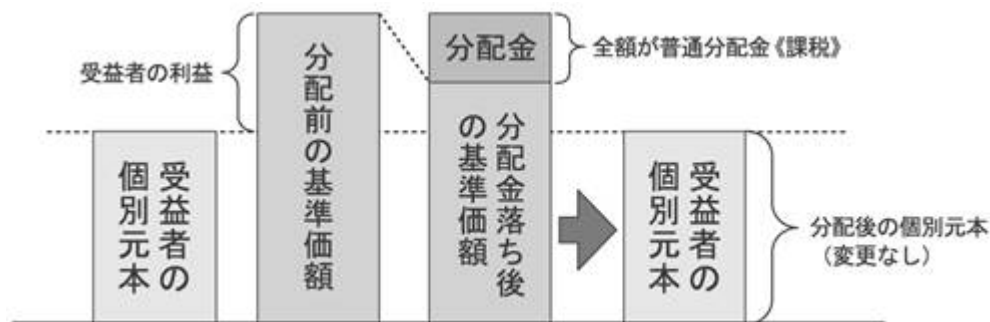 受益者の利益
受益者の
個別元本
分配前の基準価額
分配金
全額が普通分配金《課税》
分配金落ち後
の基準価額
受益者の
個別元本
分配後の個別元本
（変更なし）